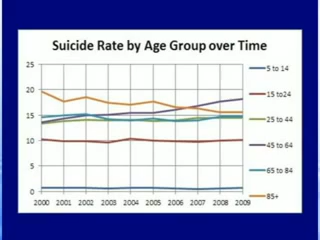 Suicide Rate by Age Group over Time
25
20
15
10
5
0
2000 2001 2002 2003 2004 2005 2006 2007 2008 2009
5 to 14
15 to24
25 to 44
45 to 64
65 to 84
85+